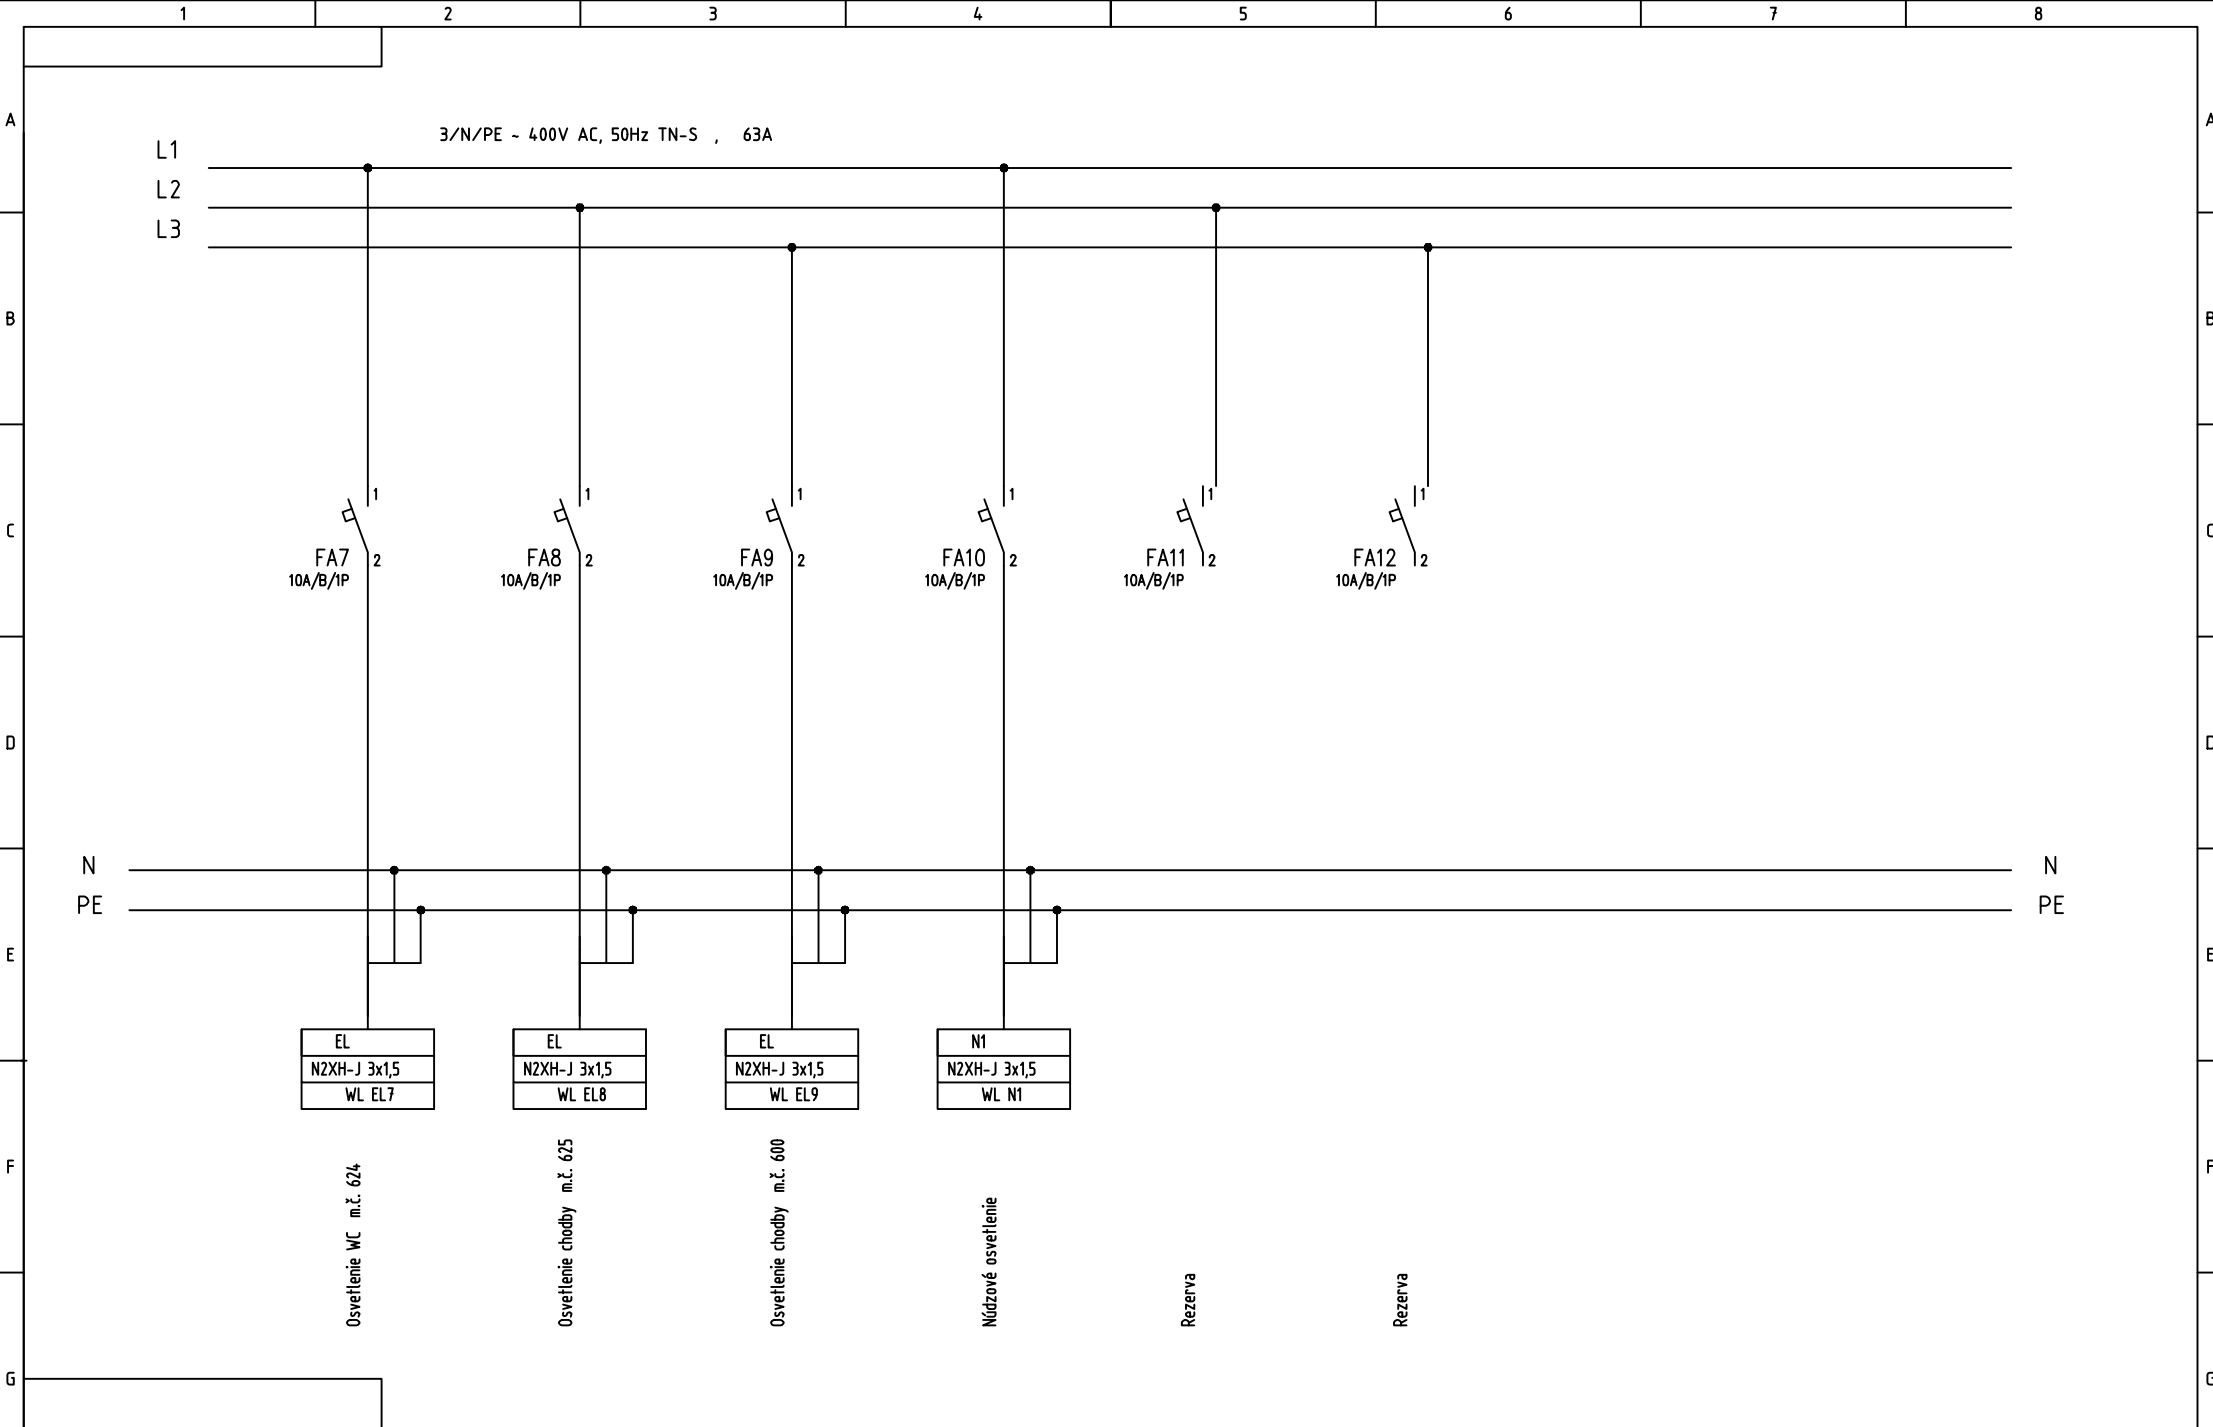 1 2 3 4 5 6 7 8
A A
3/N/PE ~ 400V AC, 50Hz TN-S , 63A
L1
L2
L3
B B
1 1 1 1 1 1
C C
FA7 2 FA8 2 FA9 2 FA10 2 FA11 2 FA12 2
10A/B/1P 10A/B/1P 10A/B/1P 10A/B/1P 10A/B/1P 10A/B/1P
D D
N N
PE PE
E E
EL EL EL N1
N2XH-J 3x1,5 N2XH-J 3x1,5 N2XH-J 3x1,5 N2XH-J 3x1,5
WL EL7 WL EL8 WL EL9 WL N1
F F
Osvetlenie WC m.č. 624
Osvetlenie chodby m.č. 625
Osvetlenie chodby m.č. 600
Núdzové osvetlenie
Rezerva
Rezerva
G G